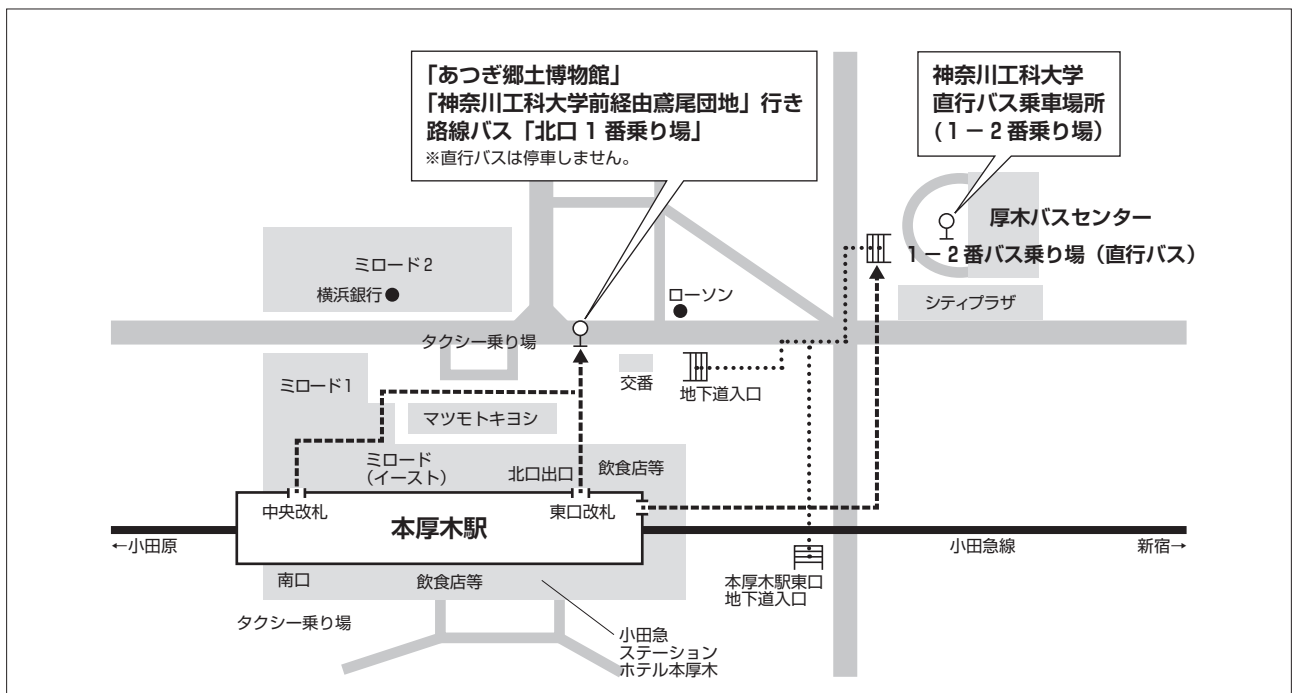 「あつぎ郷土博物館」
「神奈川工科大学前経由鳶尾団地」行き
路線バス「北口 1 番乗り場」
※直行バスは停車しません。
神奈川工科大学
直行バス乗車場所
(1－2 番乗り場)
厚木バスセンター
1－2 番バス乗り場（直行バス）
ミロード2
横浜銀行●
ローソン
シティプラザ
タクシー乗り場
ミロード1
交番
地下道入口
マツモトキヨシ
ミロード
(イースト)
北口出口
飲食店等
中央改札
本厚木駅
東口改札
←小田原
小田急線
新宿→
南口
飲食店等
本厚木駅東口
地下道入口
タクシー乗り場
小田急
ステーション
ホテル本厚木